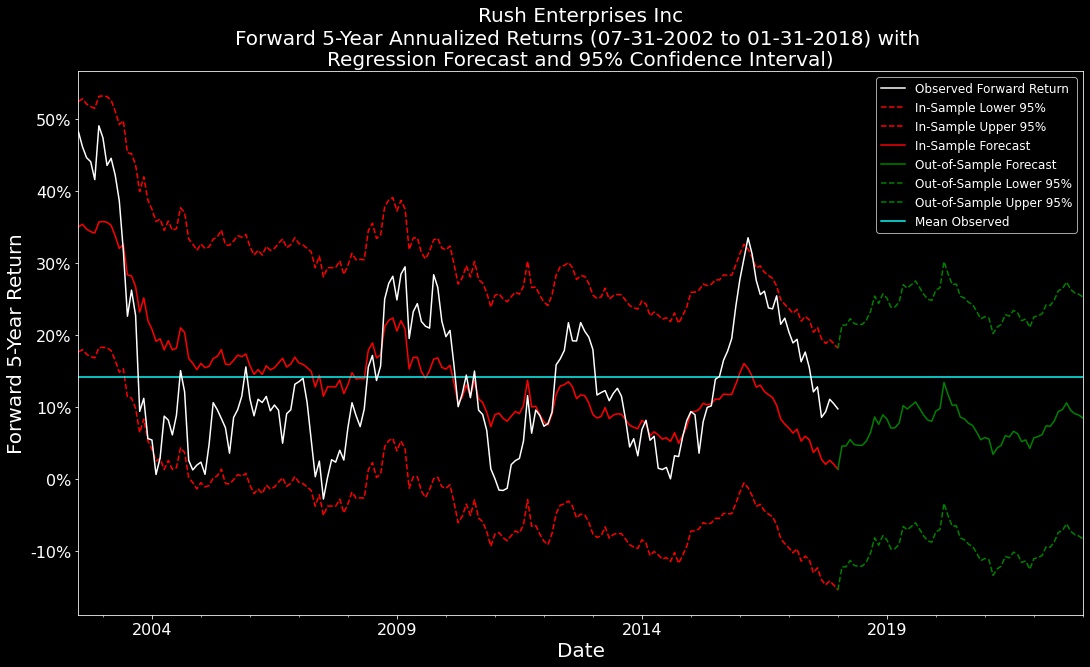 Rush Enterprises Inc
Forward 5-Year Annualized Returns (07-31-2002 to 01-31-2018) with
Regression Forecast and 95% Confidence Interval)
Observed Forward Return
In-Sample Lower 95%
In-Sample Upper 95%
In-Sample Forecast
Out-of-Sample Forecast
Out-of-Sample Lower 95%
Out-of-Sample Upper 95%
Mean Observed
Forward 5-Year Return
50%
40%
30%
20%
10%
0%
-10%
2004
2009
2014
2019
Date